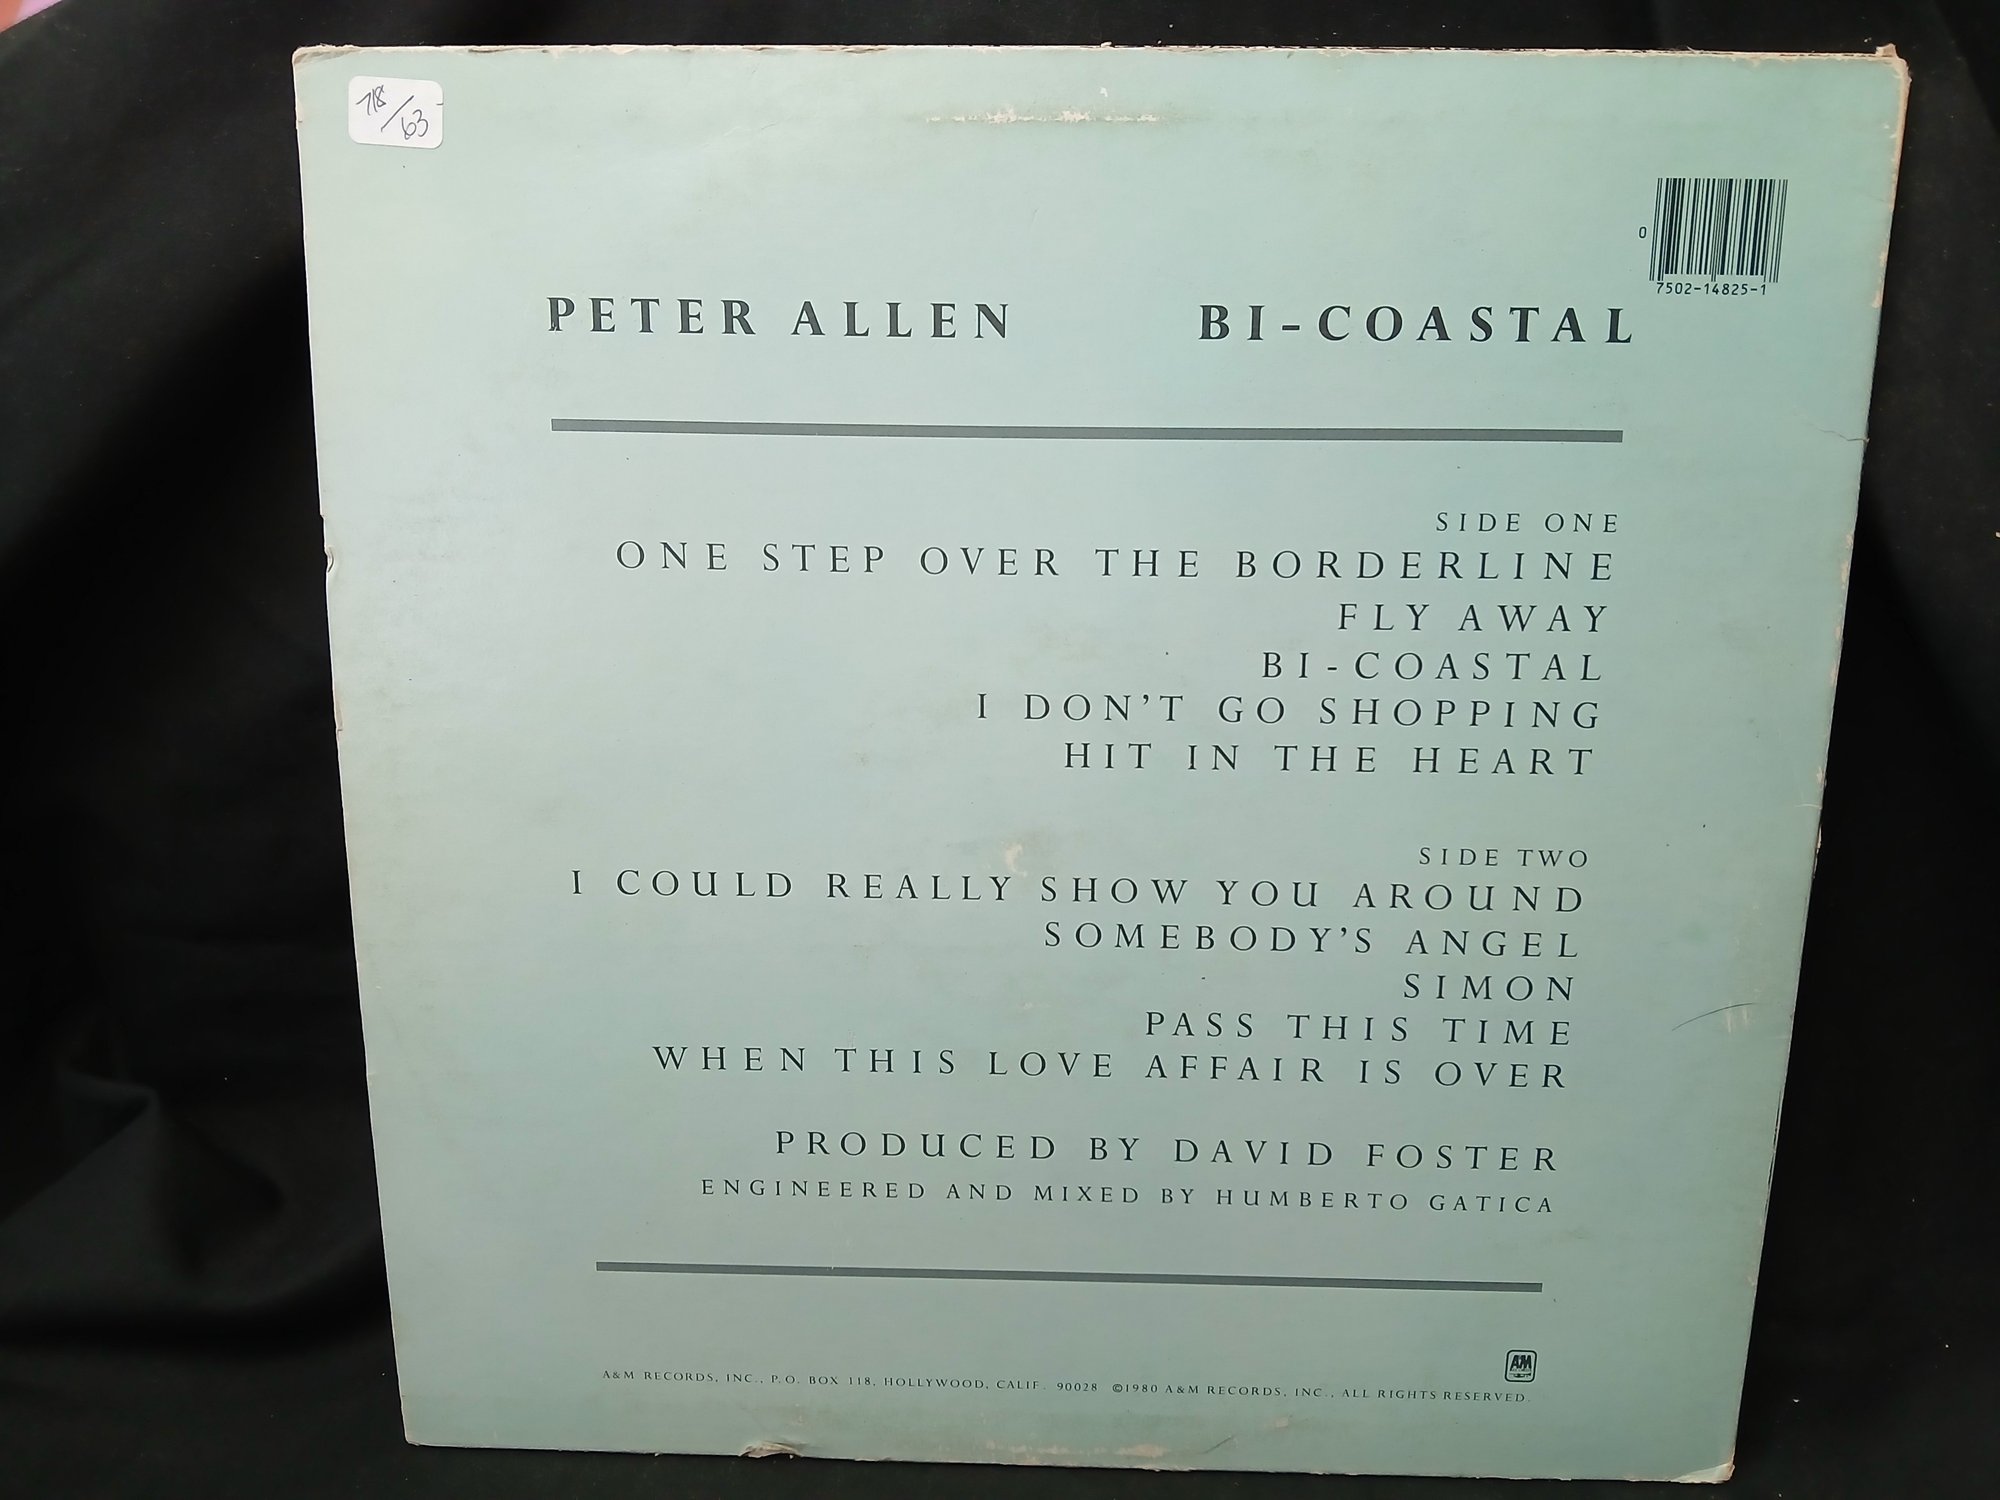 718/63
0
7502-14825-1
PETER ALLEN BI-COASTAL
SIDE ONE
ONE STEP OVER THE BORDERLINE
FLY AWAY
BI-COASTAL
I DON'T GO SHOPPING
HIT IN THE HEART
SIDE TWO
I COULD REALLY SHOW YOU AROUND
SOMEBODY'S ANGEL
SIMON
PASS THIS TIME
WHEN THIS LOVE AFFAIR IS OVER
PRODUCED BY DAVID FOSTER
ENGINEERED AND MIXED BY HUMBERTO GATICA
AM
A&M RECORDS, INC., P.O. BOX 118, HOLLYWOOD, CALIF. 90028 ©1980 A&M RECORDS, INC., ALL RIGHTS RESERVED.